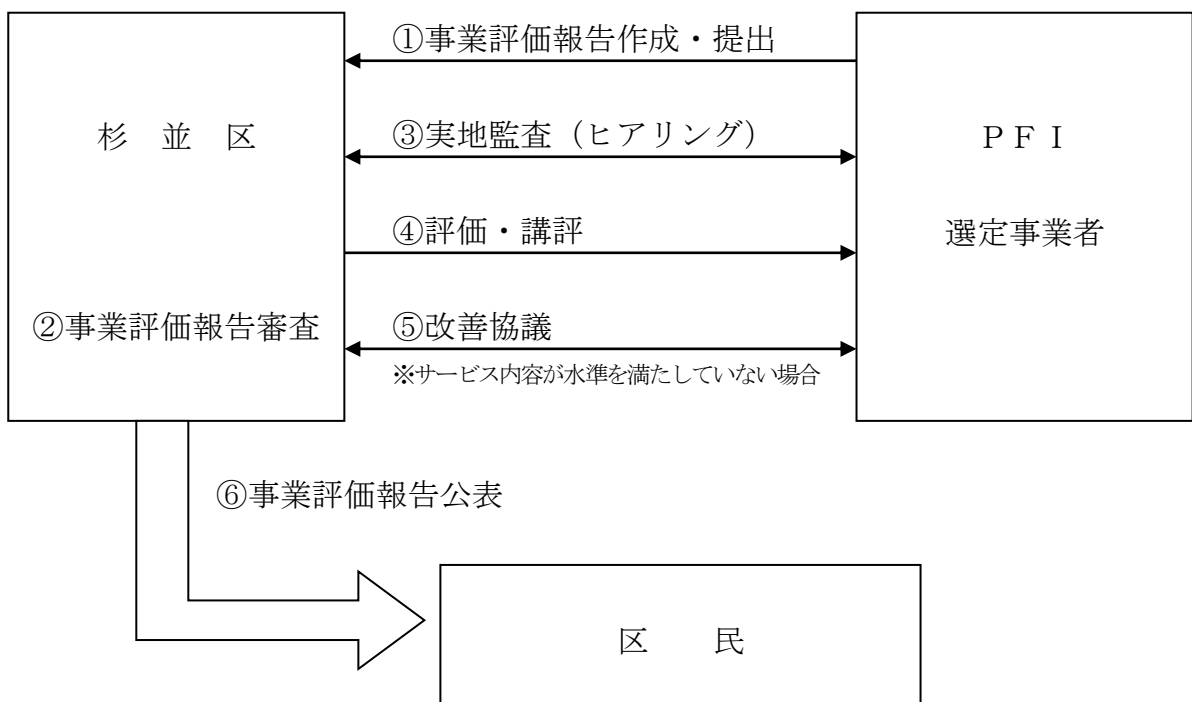 ①事業評価報告作成・提出
杉　並　区
③実地監査（ヒアリング）
ＰＦＩ
④評価・講評
選定事業者
②事業評価報告審査
⑤改善協議
※サービス内容が水準を満たしていない場合
⑥事業評価報告公表
区　　民